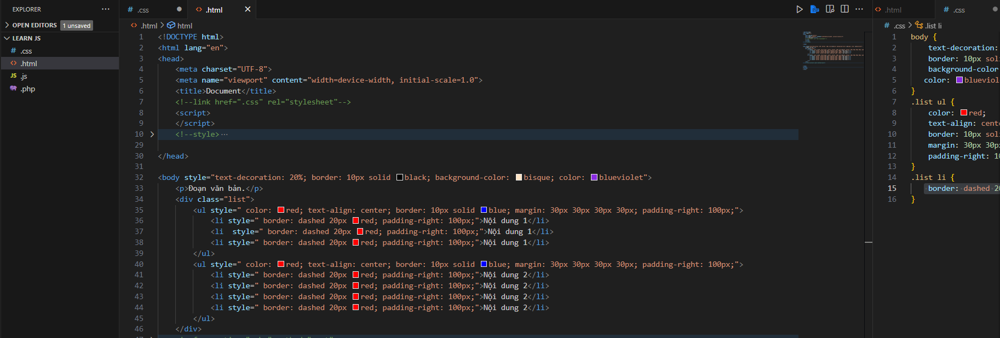 EXPLORER
OPEN EDITORS 1 unsaved
LEARN JS
.css
.html
.js
.php
.css
.html
.html > html
1 <!DOCTYPE html>
2 <html lang="en">
3 <head>
4 <meta charset="UTF-8">
5 <meta name="viewport" content="width=device-width, initial-scale=1.0">
6 <title>Document</title>
7 <!--link href=".css" rel="stylesheet"-->
8 <script>
9 </script>
10 <!--style>···
29
30 </head>
31
32 <body style="text-decoration: 20%; border: 10px solid black; background-color: bisque; color: blueviolet">
33 <p>Đoạn văn bản.</p>
34 <div class="list">
35 <ul style=" color: red; text-align: center; border: 10px solid blue; margin: 30px 30px 30px 30px; padding-right: 100px;">
36 <li style=" border: dashed 20px red; padding-right: 100px;">Nội dung 1</li>
37 <li  style=" border: dashed 20px red; padding-right: 100px;">Nội dung 1</li>
38 <li style=" border: dashed 20px red; padding-right: 100px;">Nội dung 1</li>
39 </ul>
40 <ul style=" color: red; text-align: center; border: 10px solid blue; margin: 30px 30px 30px 30px; padding-right: 100px;">
41 <li style=" border: dashed 20px red; padding-right: 100px;">Nội dung 2</li>
42 <li style=" border: dashed 20px red; padding-right: 100px;">Nội dung 2</li>
43 <li style=" border: dashed 20px red; padding-right: 100px;">Nội dung 2</li>
44 <li style=" border: dashed 20px red; padding-right: 100px;">Nội dung 2</li>
45 </ul>
46 </div>
.html
.css
.css > .list li
1 body {
2 text-decoration:
3 border: 10px soli
4 background-color
5 color: blueviol
6 }
7 .list ul {
8 color: red;
9 text-align: cent
10 border: 10px soli
11 margin: 30px 30p
12 padding-right: 10
13 }
14 .list li {
15 border: dashed 20
16 }